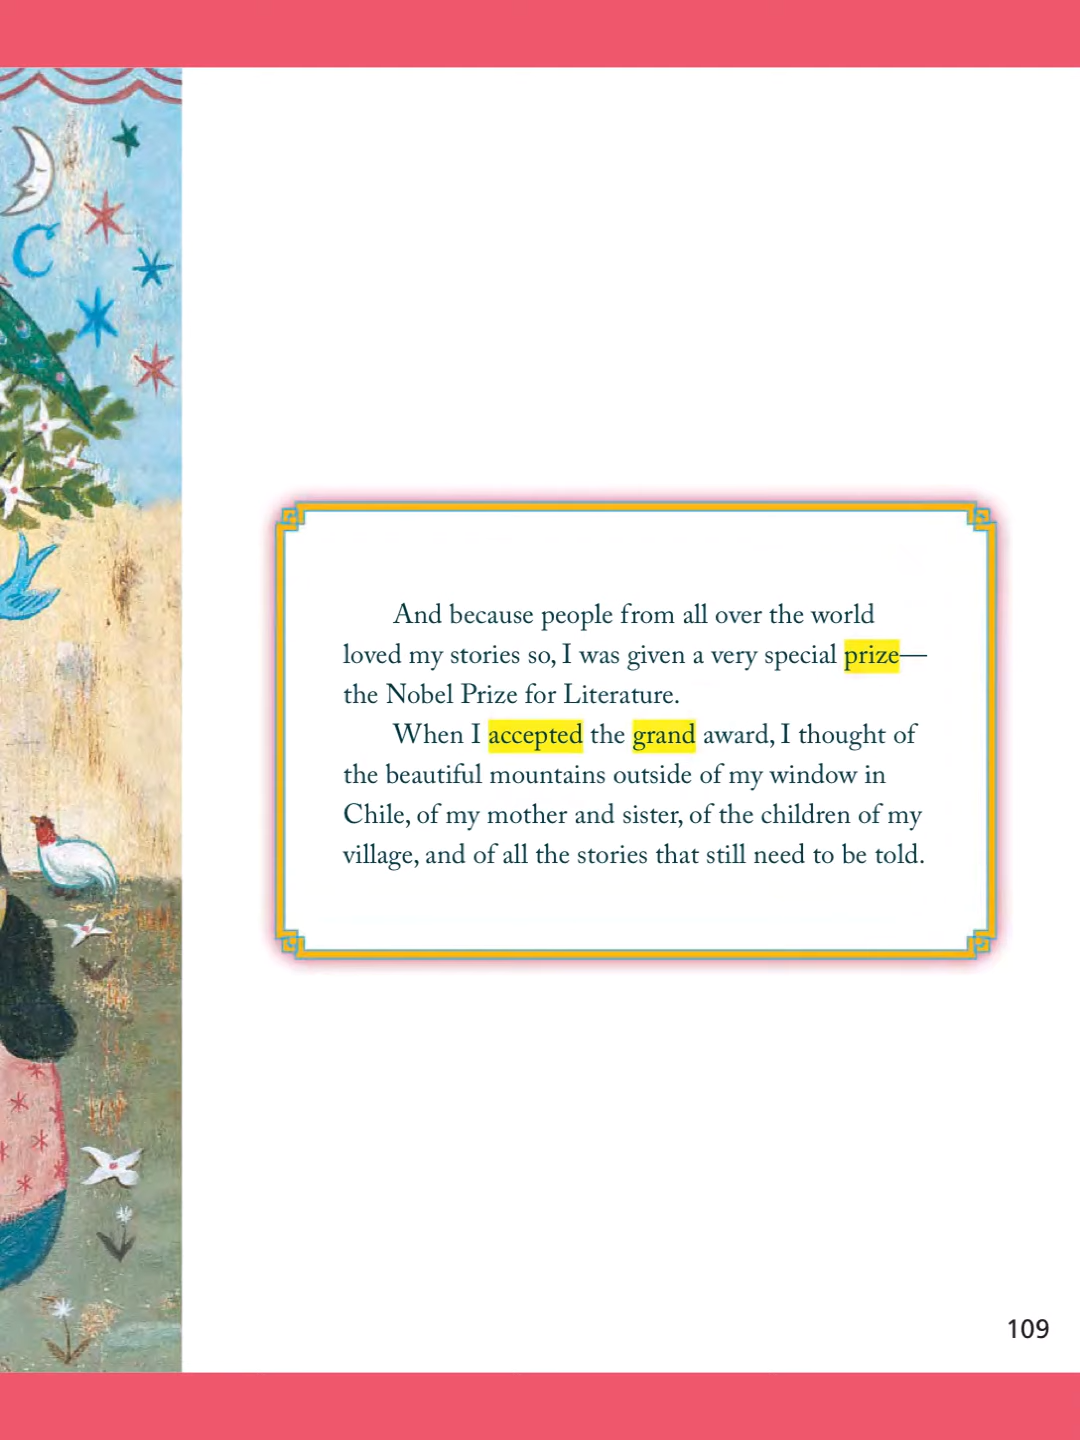 C
And because people from all over the world
loved my stories so, I was given a very special prize—
the Nobel Prize for Literature.
When I accepted the grand award, I thought of
the beautiful mountains outside of my window in
Chile, of my mother and sister, of the children of my
village, and of all the stories that still need to be told.
109